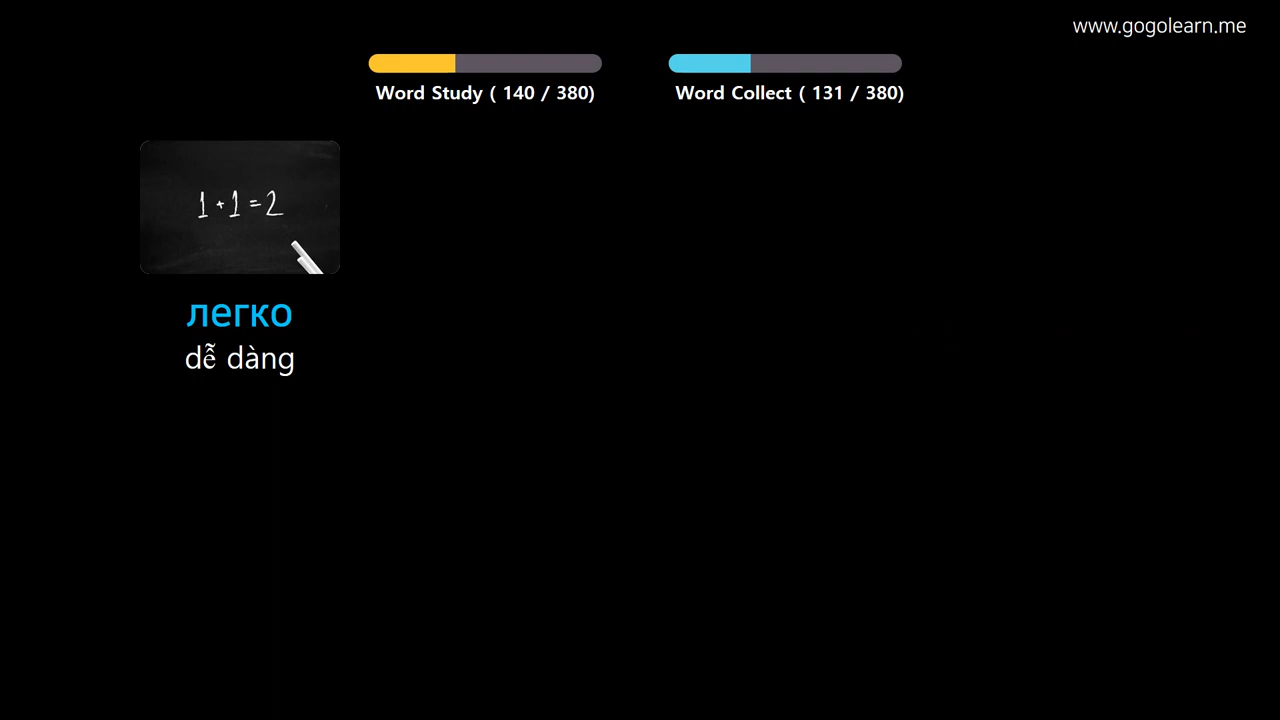 www.gogolearn.me
Word Study ( 140 / 380)
Word Collect ( 131 / 380)
1+1=2
легко
dễ dàng